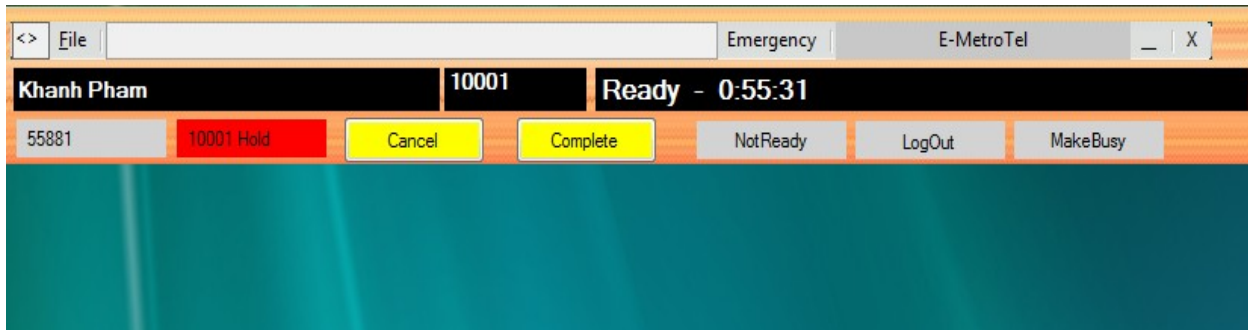 <> File Emergency E-MetroTel _ X
Khanh Pham 10001 Ready - 0:55:31
55881 10001 Hold Cancel Complete NotReady LogOut MakeBusy